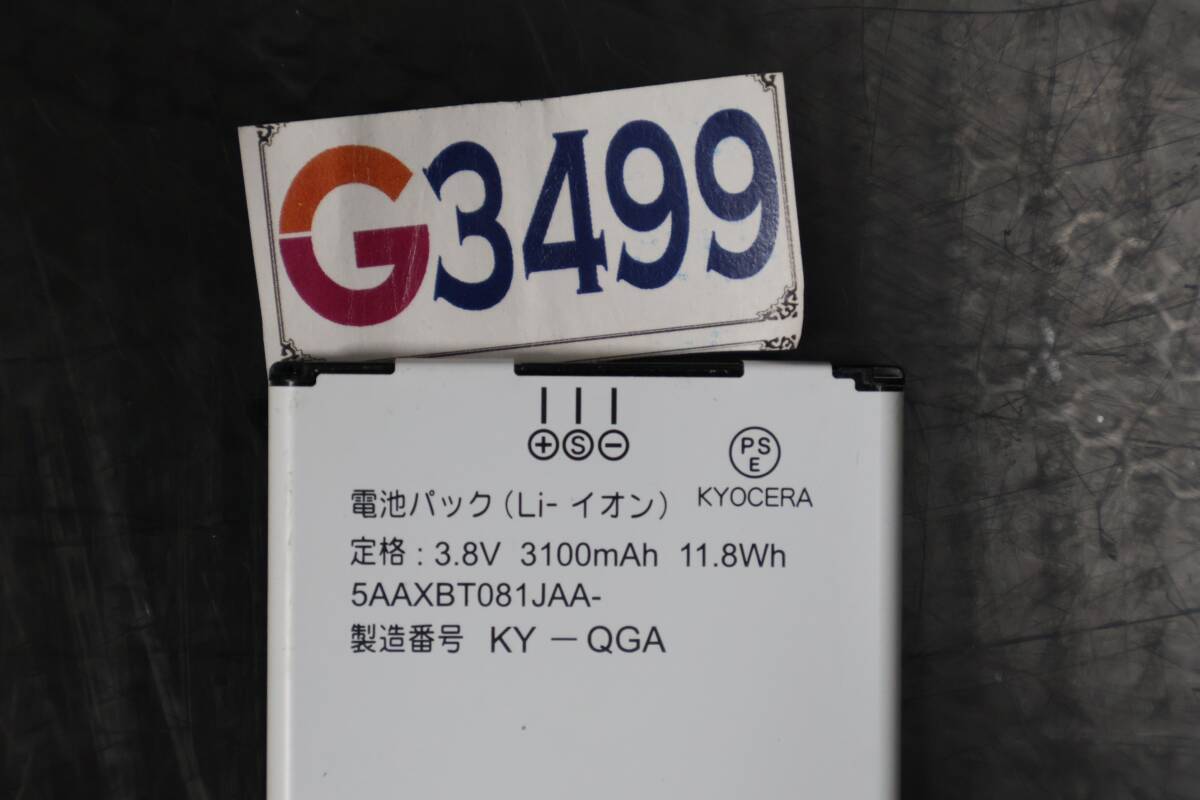 G3499
+ S −
PS
E
KYOCERA
電池パック(Li- イオン)
定格 : 3.8V 3100mAh 11.8Wh
5AAXBT081JAA-
製造番号 KY — QGA